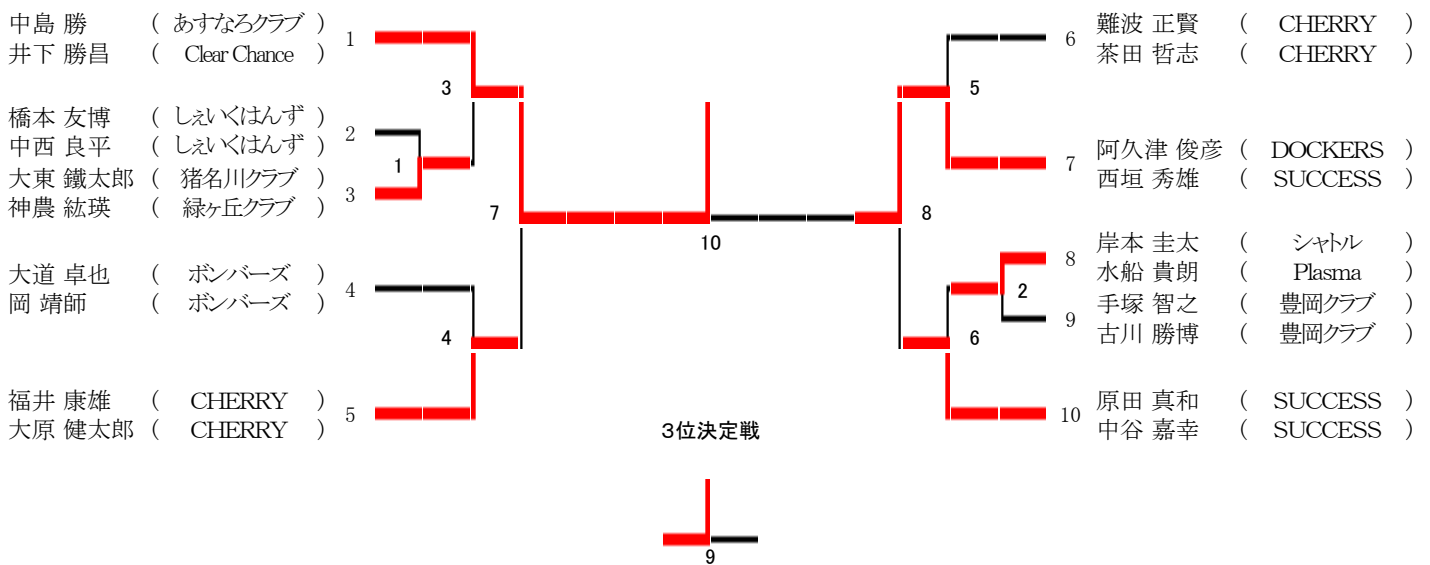 中島 勝 ( あすなろクラブ ) 1
井下 勝昌 ( Clear Chance )
3
橋本 友博 ( しぇいくはんず ) 2
中西 良平 ( しぇいくはんず )
1
大東 鐵太郎 ( 猪名川クラブ ) 3
神農 紘瑛 ( 緑ヶ丘クラブ )
7
大道 卓也 ( ボンバーズ ) 4
岡 靖師 ( ボンバーズ )
4
福井 康雄 ( CHERRY ) 5
大原 健太郎 ( CHERRY )
10
3位決定戦
9
6 難波 正賢 ( CHERRY )
茶田 哲志 ( CHERRY )
5
7 阿久津 俊彦 ( DOCKERS )
西垣 秀雄 ( SUCCESS )
8
8 岸本 圭太 ( シャトル )
水船 貴朗 ( Plasma )
2
9 手塚 智之 ( 豊岡クラブ )
古川 勝博 ( 豊岡クラブ )
6
10 原田 真和 ( SUCCESS )
中谷 嘉幸 ( SUCCESS )